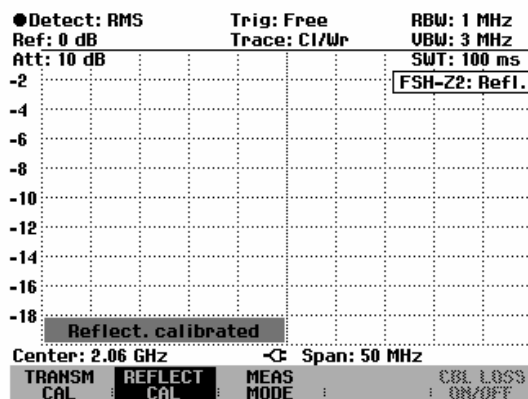 ●Detect: RMS Trig: Free RBW: 1 MHz
Ref: 0 dB Trace: Cl/Wr VBW: 3 MHz
Att: 10 dB SWT: 100 ms
-2 FSH-Z2: Refl.
-4
-6
-8
-10
-12
-14
-16
-18
Reflect. calibrated
Center: 2.06 GHz Span: 50 MHz
TRANSM REFLECT MEAS CBL LOSS
CAL CAL MODE ON/OFF